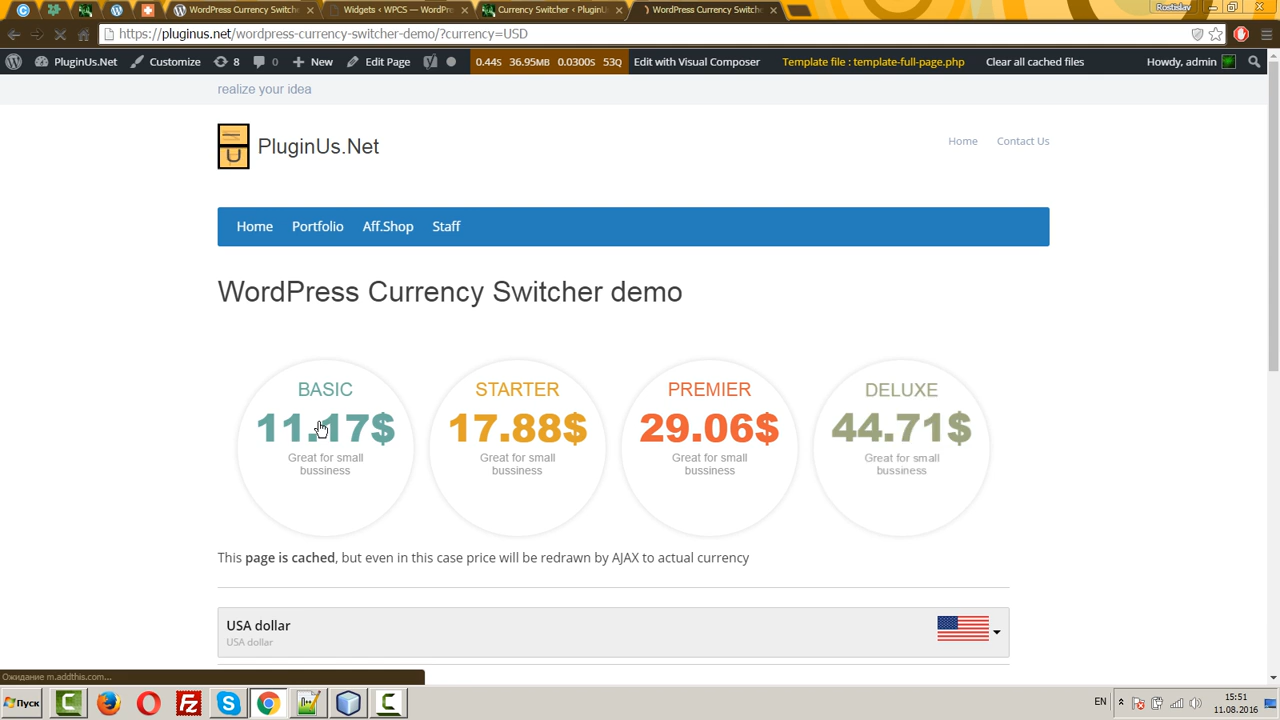 WordPress Currency Switch
Widgets ‹ WPCS — WordPr
Currency Switcher ‹ PluginUs
WordPress Currency Switch
Rostislav
https://pluginus.net/wordpress-currency-switcher-demo/?currency=USD
PluginUs.Net
Customize
8
0
New
Edit Page
0.44S 36.95MB 0.0300S 53Q
Edit with Visual Composer
Template file : template-full-page.php
Clear all cached files
Howdy, admin
realize your idea
PluginUs.Net
Home
Contact Us
Home
Portfolio
Aff.Shop
Staff
WordPress Currency Switcher demo
BASIC
11.17$
Great for small
bussiness
STARTER
17.88$
Great for small
bussiness
PREMIER
29.06$
Great for small
bussiness
DELUXE
44.71$
Great for small
bussiness
This page is cached, but even in this case price will be redrawn by AJAX to actual currency
USA dollar
USA dollar
Ожидание m.addthis.com...
Пуск
EN
15:51
11.08.2016